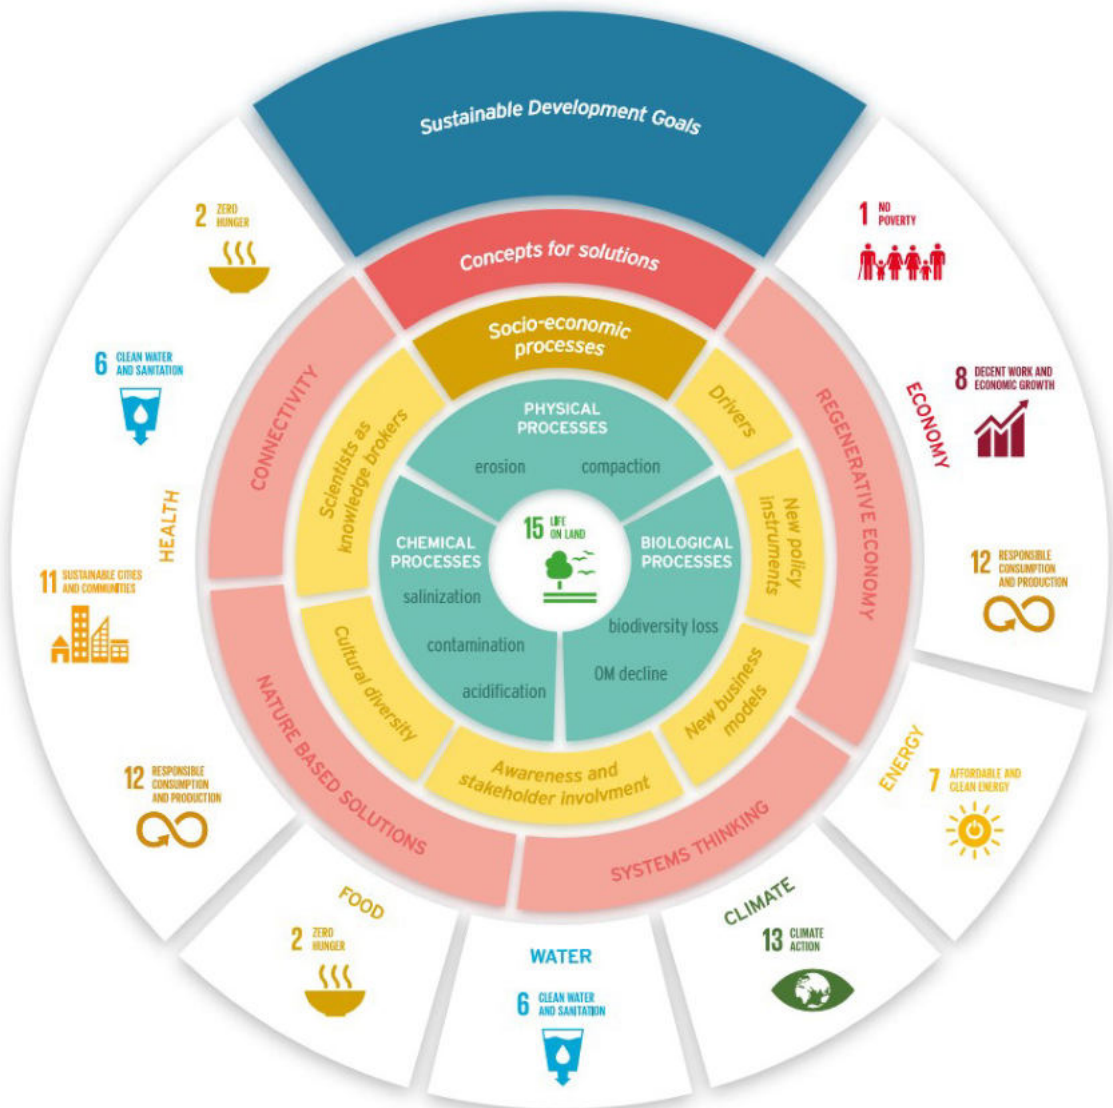 Sustainable Development Goals
Concepts for solutions
Socio-economic
processes
PHYSICAL
PROCESSES
erosion
compaction
15 LIFE
ON LAND
CHEMICAL
PROCESSES
salinization
contamination
acidification
BIOLOGICAL
PROCESSES
biodiversity loss
OM decline
Drivers
New policy
instruments
New business
models
Awareness and
stakeholder involvment
Cultural diversity
Scientists as
knowledge brokers
REGENERATIVE ECONOMY
SYSTEMS THINKING
NATURE BASED SOLUTIONS
CONNECTIVITY
ECONOMY
1 NO
POVERTY
8 DECENT WORK AND
ECONOMIC GROWTH
12 RESPONSIBLE
CONSUMPTION
AND PRODUCTION
ENERGY
7 AFFORDABLE AND
CLEAN ENERGY
CLIMATE
13 CLIMATE
ACTION
WATER
6 CLEAN WATER
AND SANITATION
FOOD
2 ZERO
HUNGER
HEALTH
2 ZERO
HUNGER
6 CLEAN WATER
AND SANITATION
11 SUSTAINABLE CITIES
AND COMMUNITIES
12 RESPONSIBLE
CONSUMPTION
AND PRODUCTION